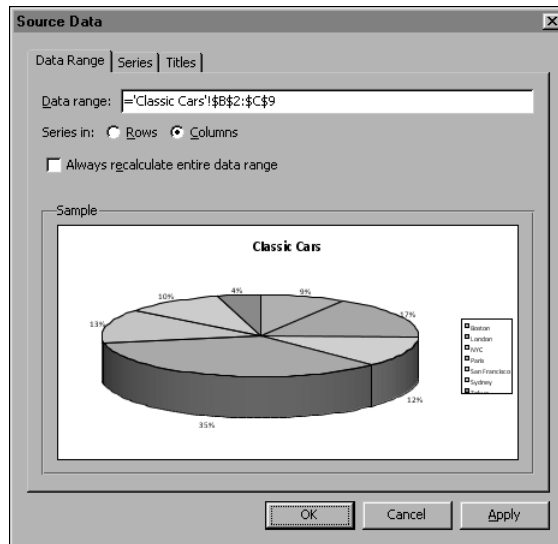 Source Data
Data Range Series Titles
Data range: ='Classic Cars'!$B$2:$C$9
Series in: Rows Columns
Always recalculate entire data range
Sample
Classic Cars
4%
9%
10%
17%
13%
12%
35%
Boston
London
NYC
Paris
San Francisco
Sydney
OK Cancel Apply